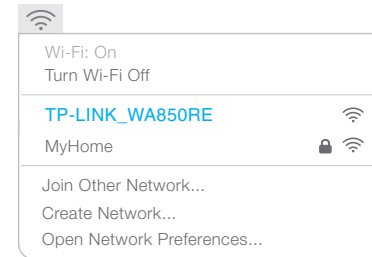 Wi-Fi: On
Turn Wi-Fi Off
TP-LINK_WA850RE
MyHome
Join Other Network...
Create Network...
Open Network Preferences...